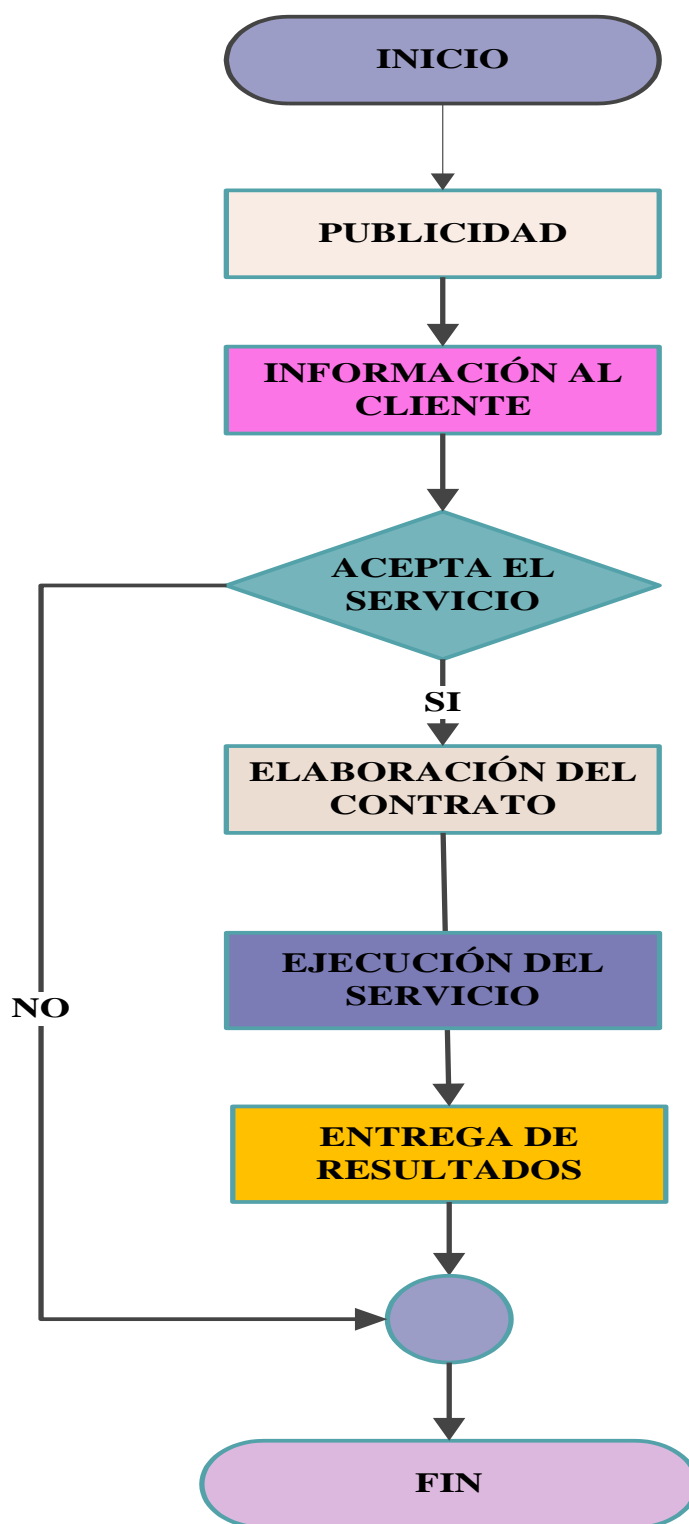 INICIO
PUBLICIDAD
INFORMACIÓN AL
CLIENTE
ACEPTA EL
SERVICIO
SI
ELABORACIÓN DEL
CONTRATO
EJECUCIÓN DEL
SERVICIO
NO
ENTREGA DE
RESULTADOS
FIN